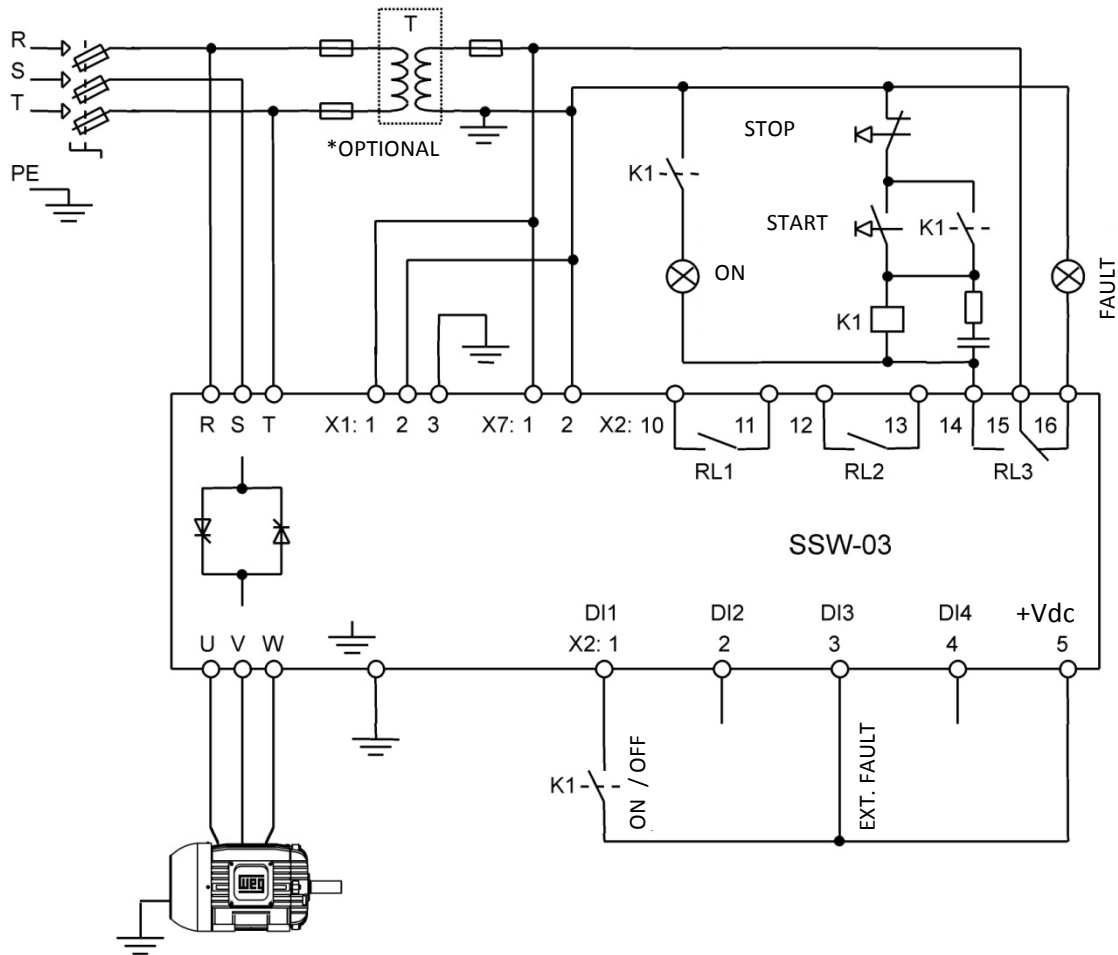 R
T
S
T
*OPTIONAL
PE
STOP
K1
START
K1
ON
K1
FAULT
R S T X1: 1 2 3 X7: 1 2 X2: 10 11 12 13 14 15 16
RL1 RL2 RL3
SSW-03
DI1 DI2 DI3 DI4 +Vdc
U V W X2: 1 2 3 4 5
K1
ON / OFF
EXT. FAULT
WEG